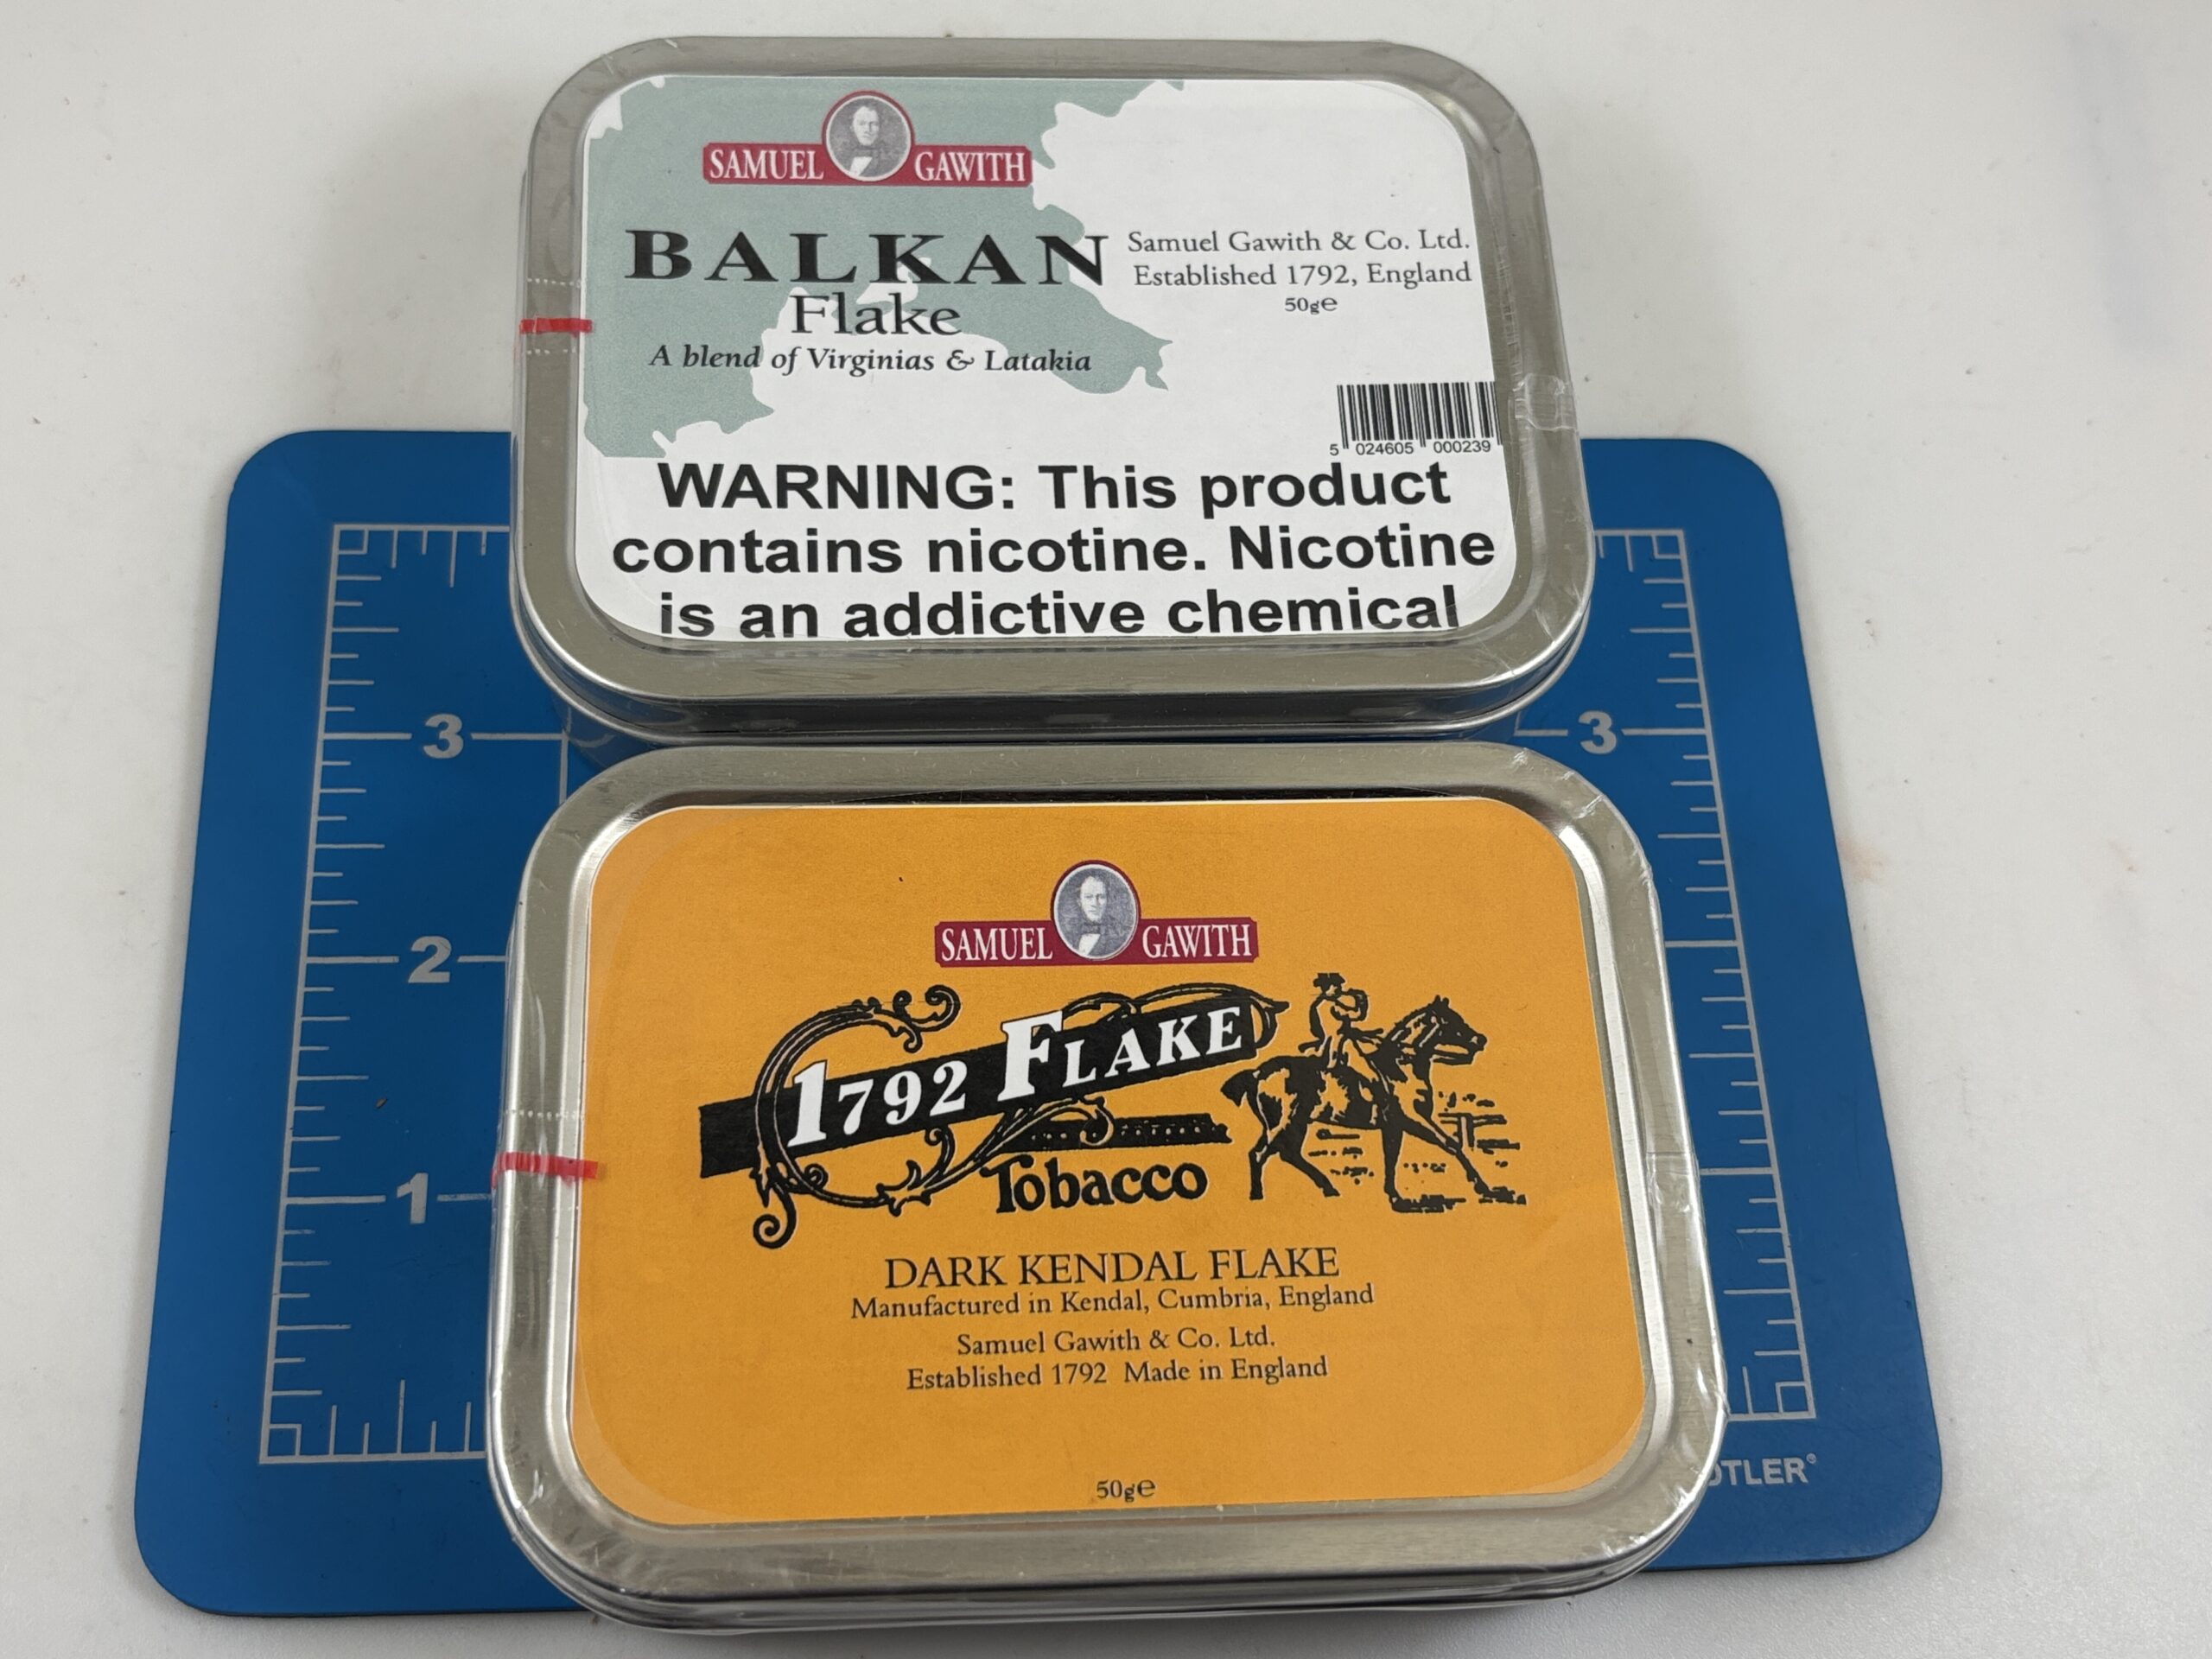 SAMUEL GAWITH
BALKAN
Flake
A blend of Virginias & Latakia
Samuel Gawith & Co. Ltd.
Established 1792, England
50g℮
5 024605 000239
WARNING: This product
contains nicotine. Nicotine
is an addictive chemical
3
3
2
1
SAMUEL GAWITH
1792 FLAKE
Tobacco
DARK KENDAL FLAKE
Manufactured in Kendal, Cumbria, England
Samuel Gawith & Co. Ltd.
Established 1792 Made in England
50g℮